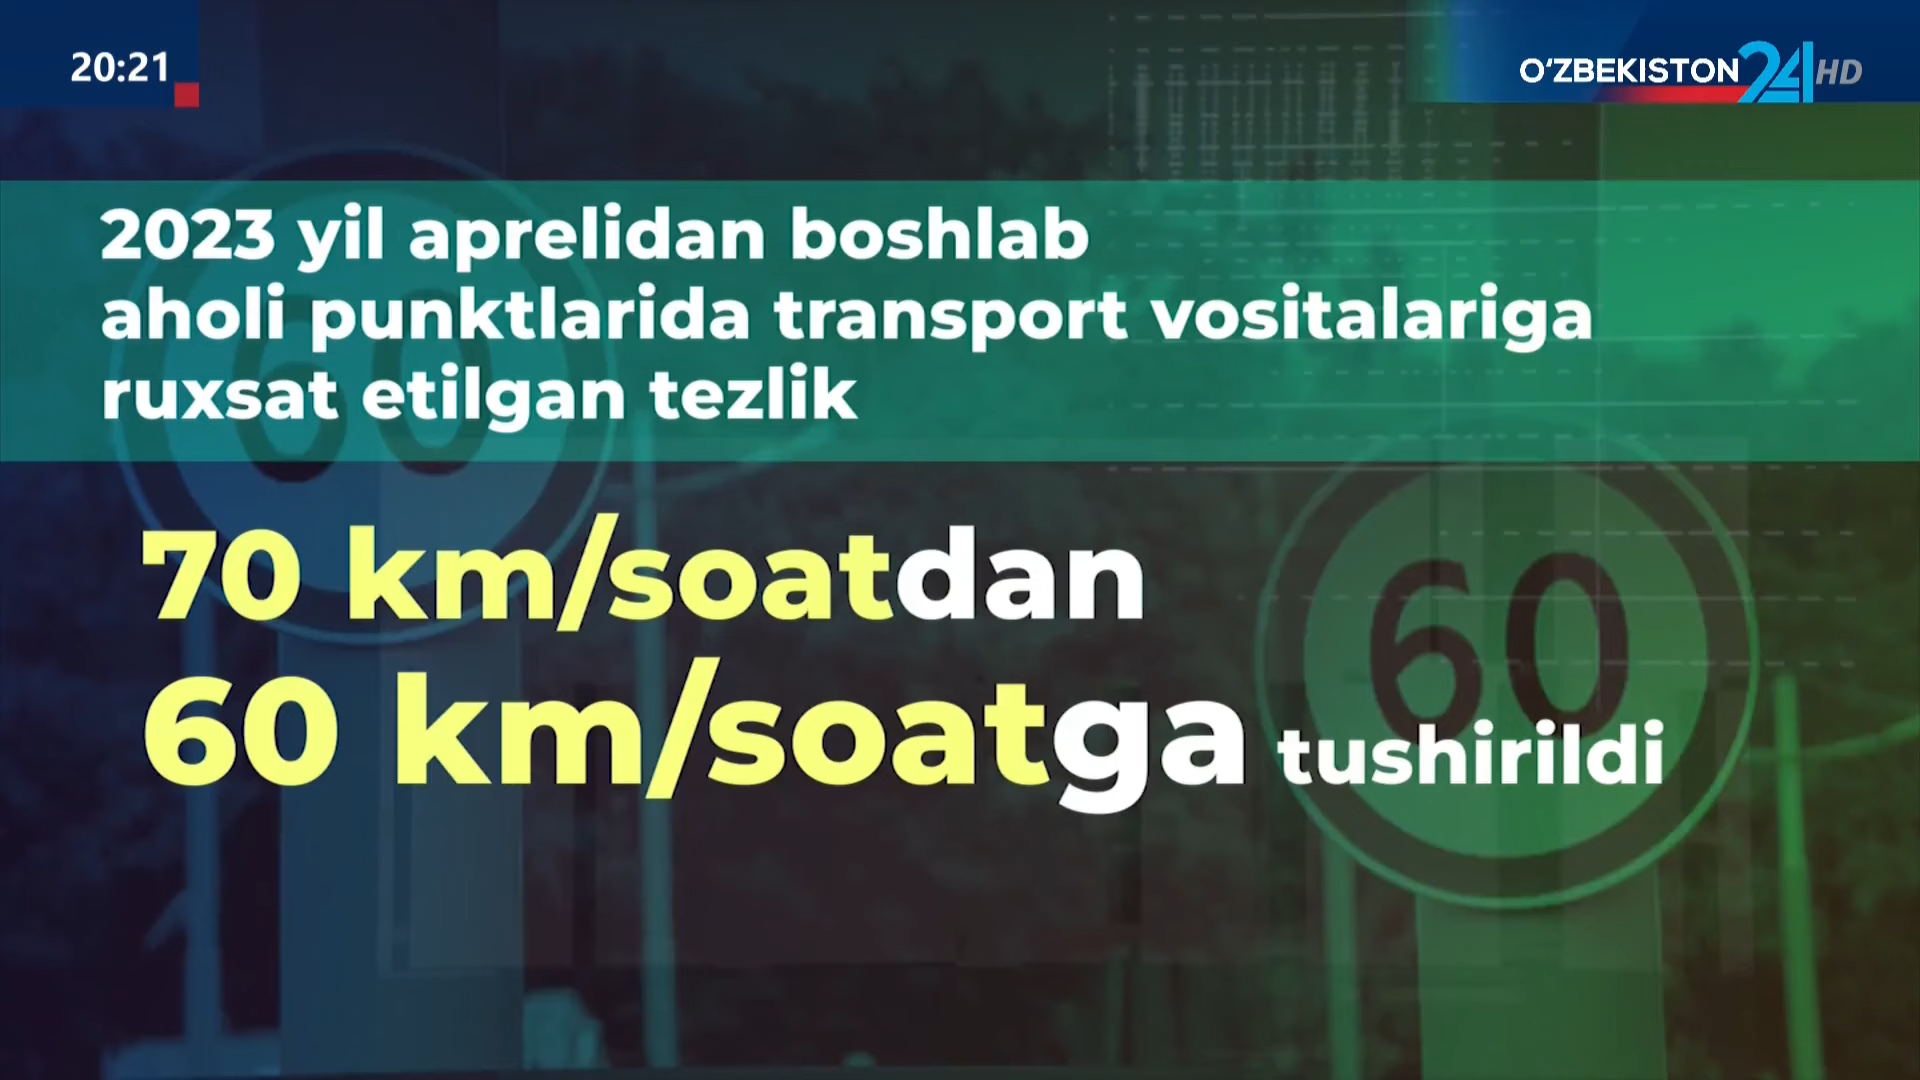 20:21
O‘ZBEKISTON 24 HD
2023 yil aprelidan boshlab
aholi punktlarida transport vositalariga
ruxsat etilgan tezlik
60
70 km/soatdan
60 km/soatga tushirildi
60